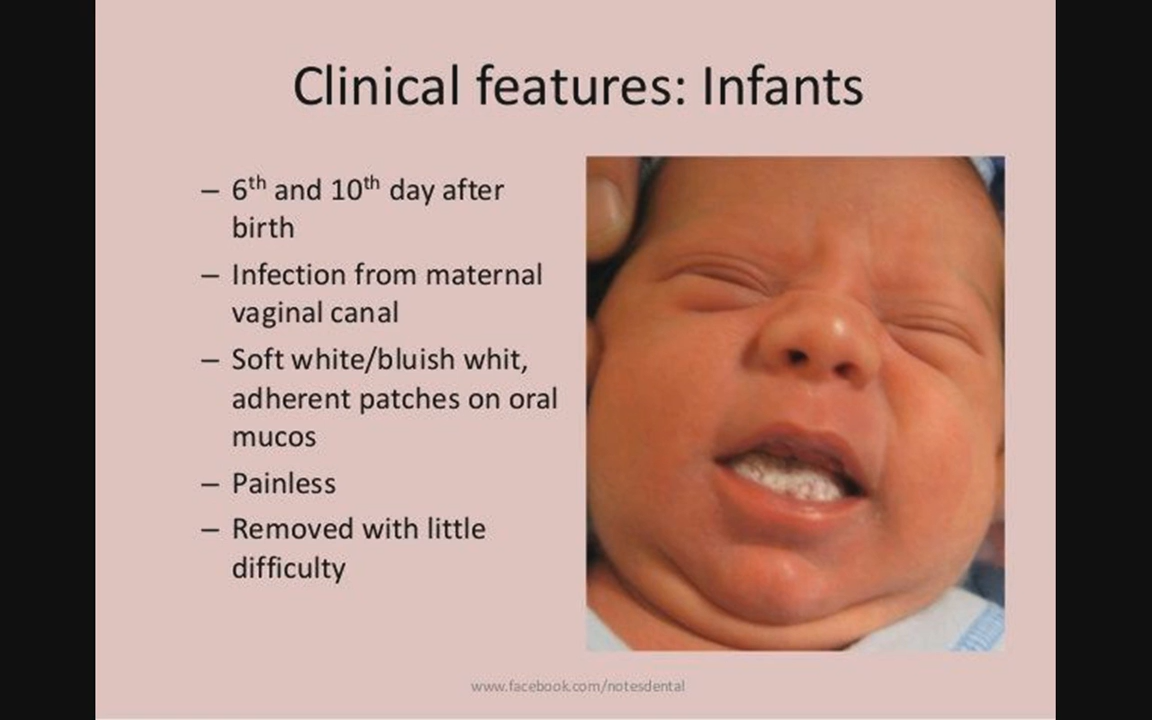 Clinical features: Infants
– 6th and 10th day after
birth
– Infection from maternal
vaginal canal
– Soft white/bluish whit,
adherent patches on oral
mucos
– Painless
– Removed with little
difficulty
www.facebook.com/notesdental